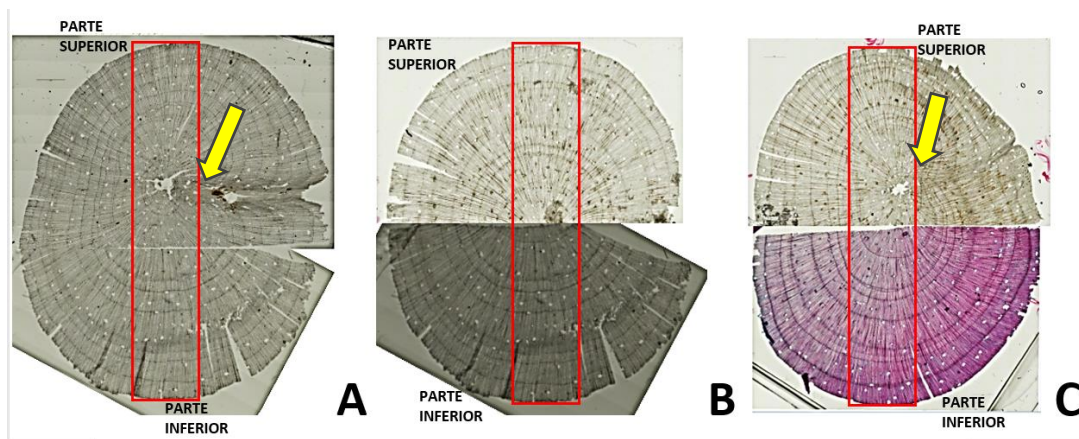 PARTE
SUPERIOR
PARTE
INFERIOR
A
PARTE
SUPERIOR
PARTE
INFERIOR
B
PARTE
SUPERIOR
PARTE
INFERIOR
C